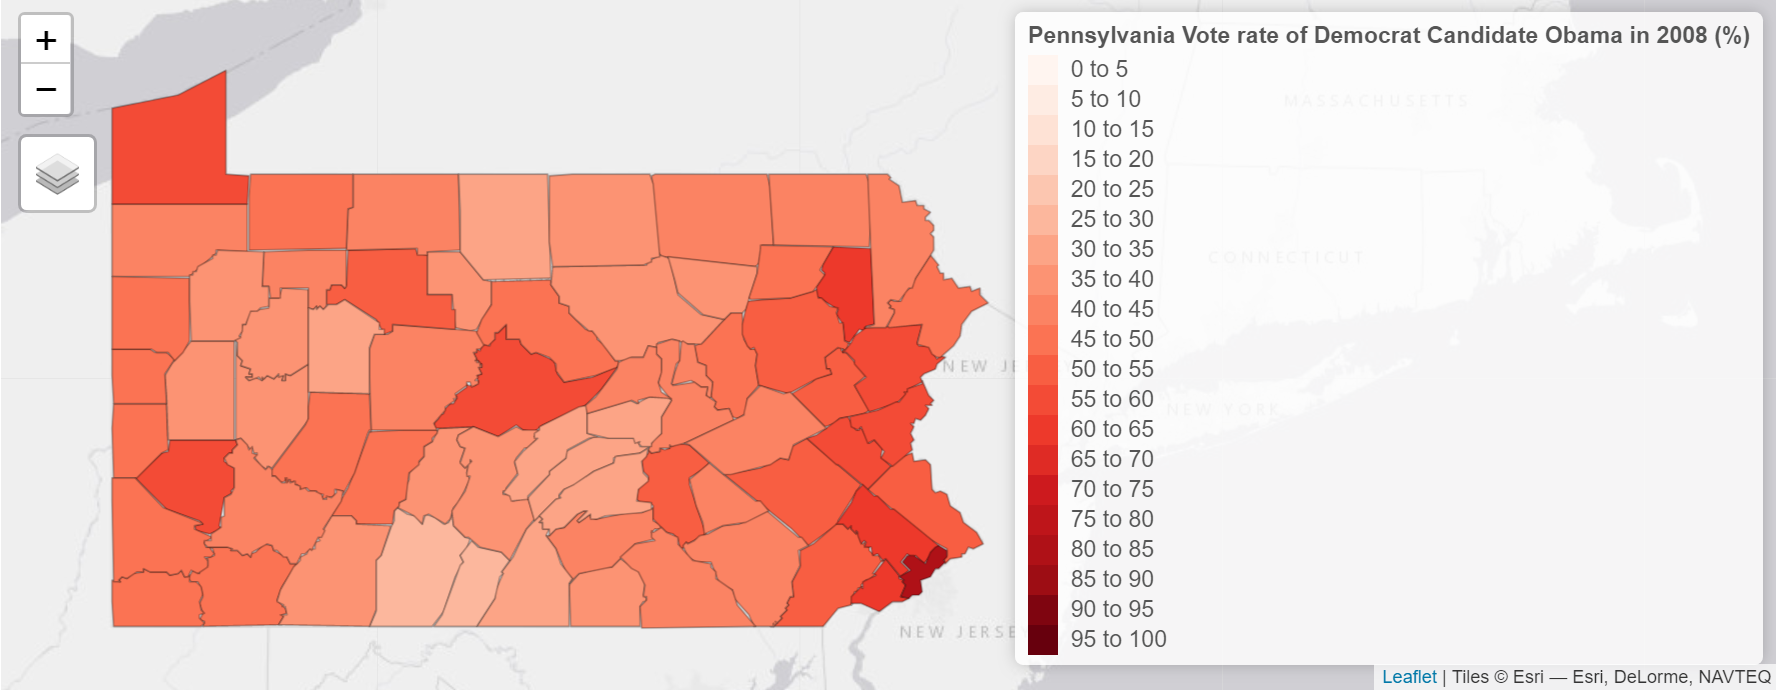 +
−
Pennsylvania Vote rate of Democrat Candidate Obama in 2008 (%)
0 to 5
5 to 10
10 to 15
15 to 20
20 to 25
25 to 30
30 to 35
35 to 40
40 to 45
45 to 50
50 to 55
55 to 60
60 to 65
65 to 70
70 to 75
75 to 80
80 to 85
85 to 90
90 to 95
95 to 100
MASSACHUSETTS
CONNECTICUT
NEW JE
NEW YORK
NEW JERSE
Leaflet | Tiles © Esri — Esri, DeLorme, NAVTEQ